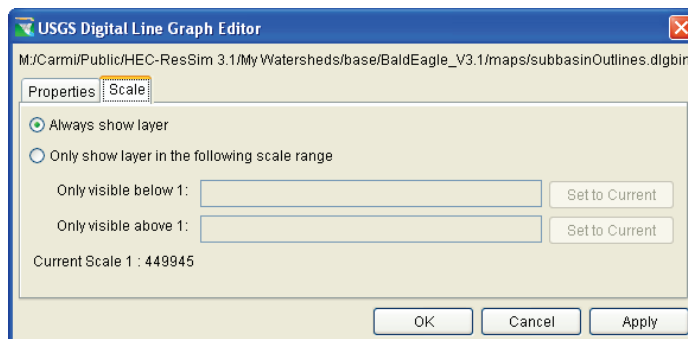 USGS Digital Line Graph Editor
M:/Carmi/Public/HEC-ResSim 3.1/My Watersheds/base/BaldEagle_V3.1/maps/subbasinOutlines.dlgbin
Properties Scale
Always show layer
Only show layer in the following scale range
Only visible below 1: Set to Current
Only visible above 1: Set to Current
Current Scale 1 : 449945
OK Cancel Apply